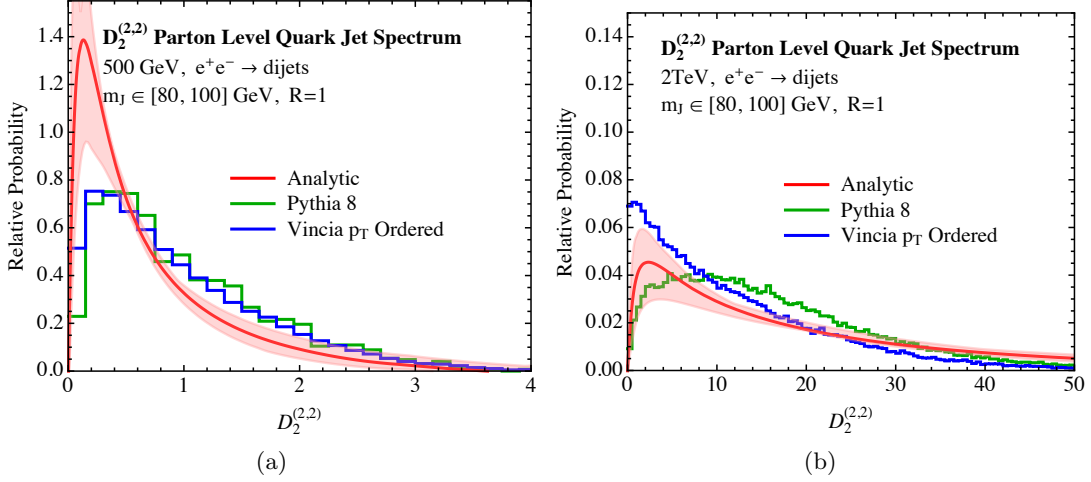 D₂^(2,2) Parton Level Quark Jet Spectrum
500 GeV, e⁺e⁻ → dijets
m_J ∈ [80, 100] GeV, R=1
Analytic
Pythia 8
Vincia p_T Ordered
Relative Probability
1.4
1.2
1.0
0.8
0.6
0.4
0.2
0.0
0 1 2 3 4
D₂^(2,2)
(a)
D₂^(2,2) Parton Level Quark Jet Spectrum
2TeV, e⁺e⁻ → dijets
m_J ∈ [80, 100] GeV, R=1
Analytic
Pythia 8
Vincia p_T Ordered
Relative Probability
0.14
0.12
0.10
0.08
0.06
0.04
0.02
0.00
0 10 20 30 40 50
D₂^(2,2)
(b)